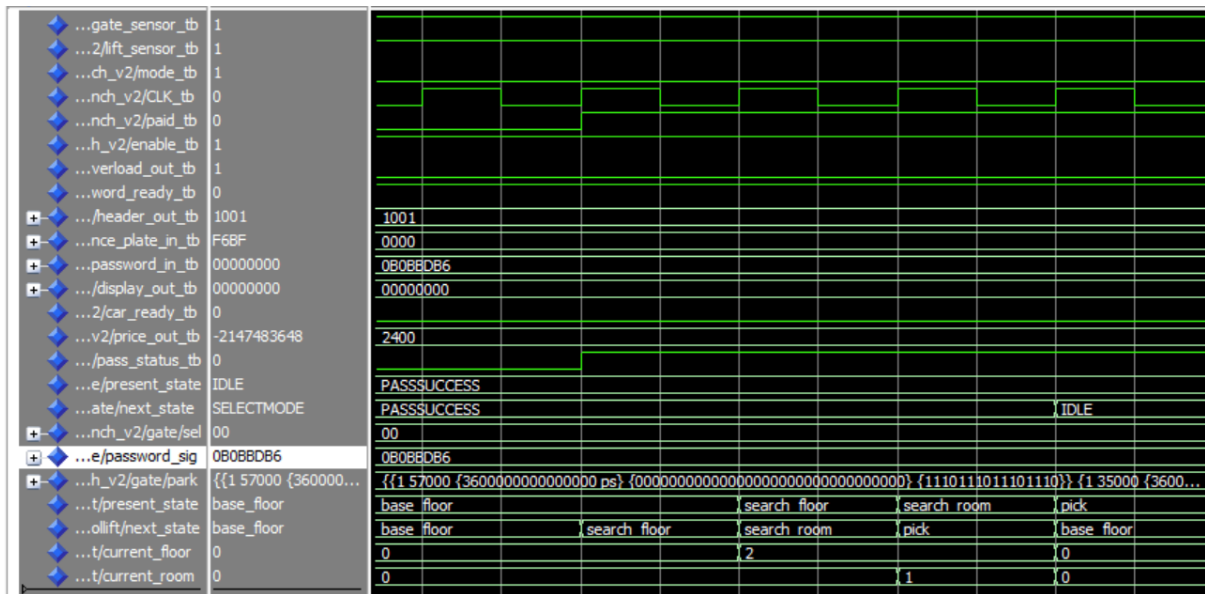 ...gate_sensor_tb 1
...2/lift_sensor_tb 1
...ch_v2/mode_tb 1
...nch_v2/CLK_tb 0
...nch_v2/paid_tb 0
...h_v2/enable_tb 1
...verload_out_tb 1
...word_ready_tb 0
.../header_out_tb 1001 1001
...nce_plate_in_tb F6BF 0000
...password_in_tb 00000000 0B0BBDB6
.../display_out_tb 00000000 00000000
...2/car_ready_tb 0
...v2/price_out_tb -2147483648 2400
.../pass_status_tb 0
...e/present_state IDLE PASSSUCCESS
...ate/next_state SELECTMODE PASSSUCCESS IDLE
...nch_v2/gate/sel 00 00
...e/password_sig 0B0BBDB6 0B0BBDB6
...h_v2/gate/park {{1 57000 {360000... {{1 57000 {3600000000000000 ps} {00000000000000000000000000000000} {1110111011101110}} {1 35000 {3600...
...t/present_state base_floor base_floor search_floor search_room pick
...ollift/next_state base_floor base_floor search_floor search_room pick base_floor
...t/current_floor 0 0 2 0
...t/current_room 0 0 1 0